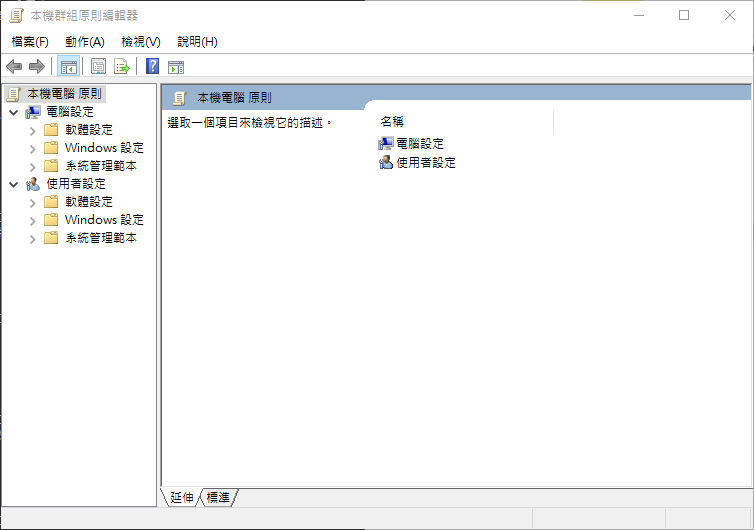 本機群組原則編輯器
檔案(F) 動作(A) 檢視(V) 說明(H)
本機電腦 原則
電腦設定
軟體設定
Windows 設定
系統管理範本
使用者設定
軟體設定
Windows 設定
系統管理範本
本機電腦 原則
選取一個項目來檢視它的描述。
名稱
電腦設定
使用者設定
延伸 標準